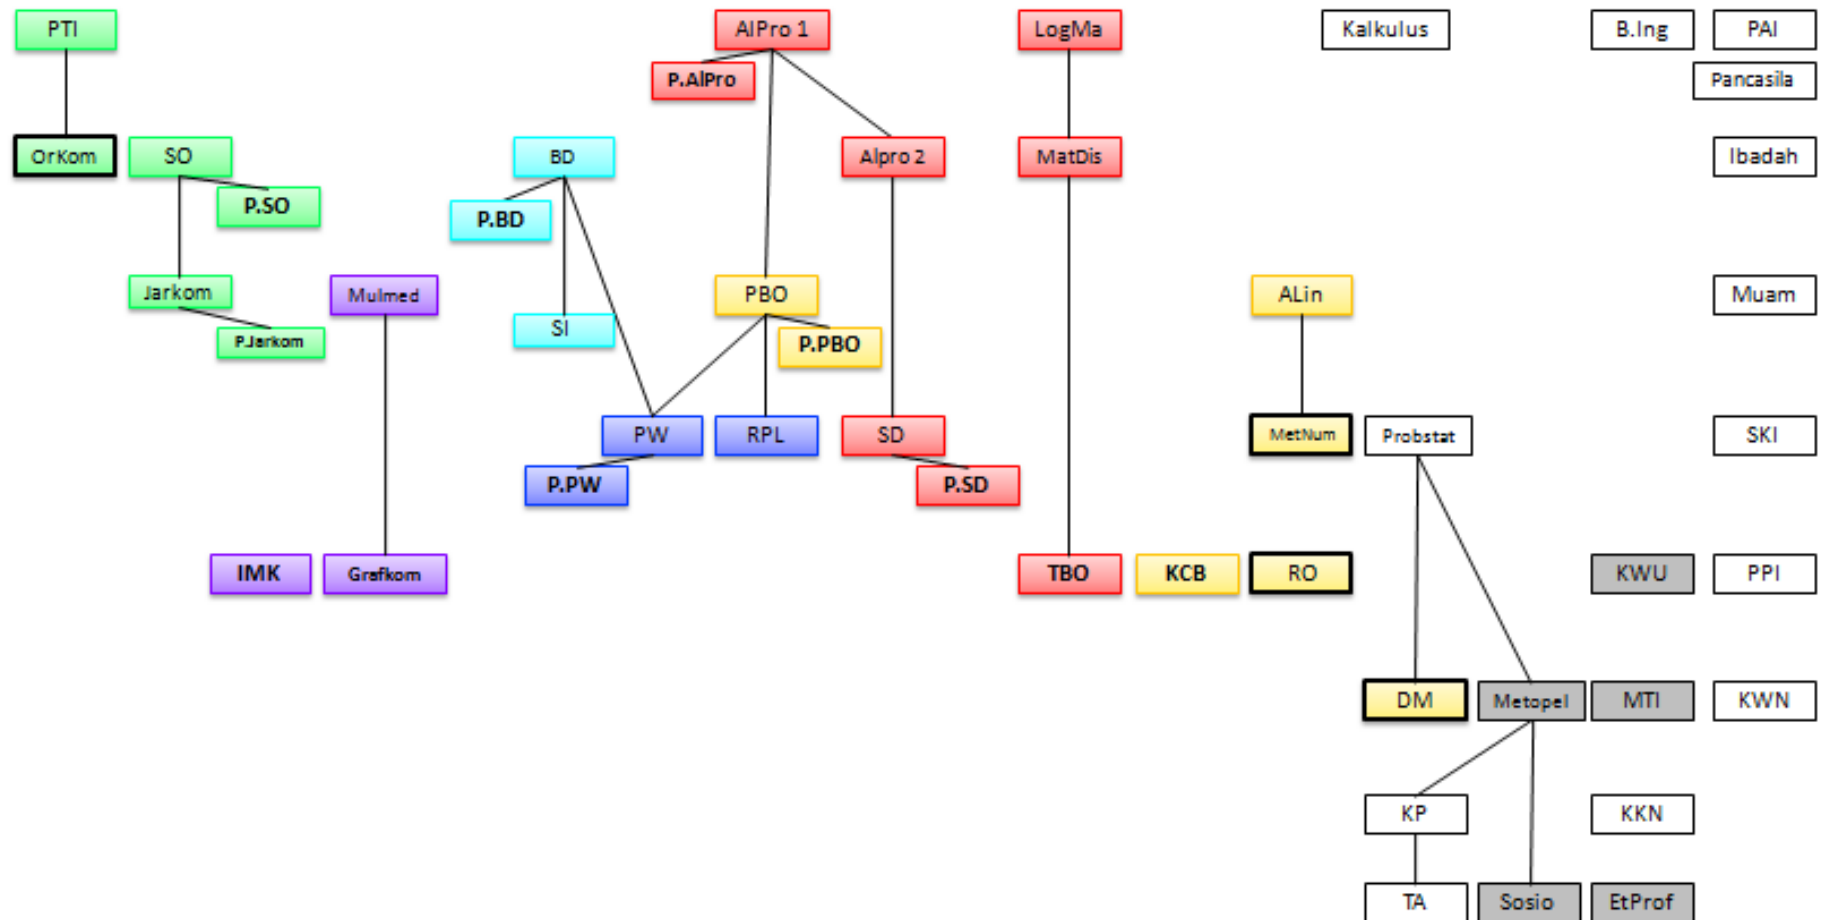 PTI
AlPro 1
LogMa
Kalkulus
B.Ing
PAI
P.AlPro
Pancasila
OrKom
SO
BD
Alpro 2
MatDis
Ibadah
P.SO
P.BD
Jarkom
Mulmed
PBO
ALin
Muam
SI
P.Jarkom
P.PBO
PW
RPL
SD
MetNum
Probstat
SKI
P.PW
P.SD
IMK
Grafkom
TBO
KCB
RO
KWU
PPI
DM
Metopel
MTI
KWN
KP
KKN
TA
Sosio
EtProf